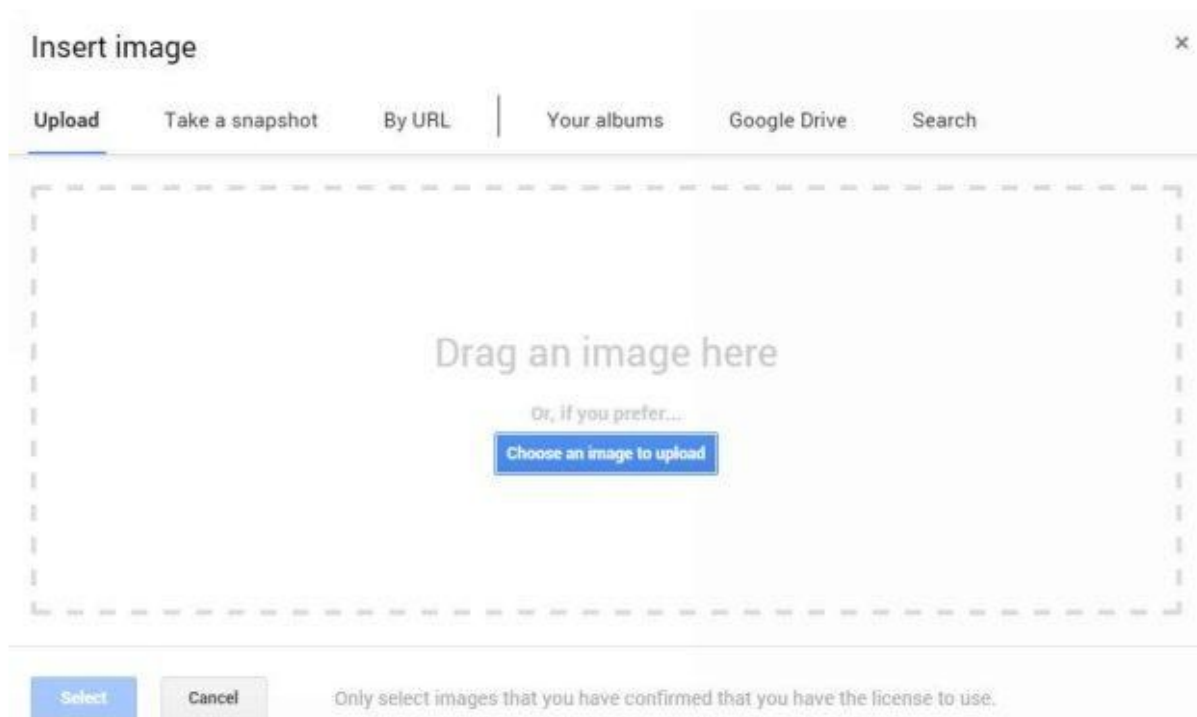 Insert image ×
Upload Take a snapshot By URL Your albums Google Drive Search
Drag an image here
Or, if you prefer...
Choose an image to upload
Select Cancel Only select images that you have confirmed that you have the license to use.